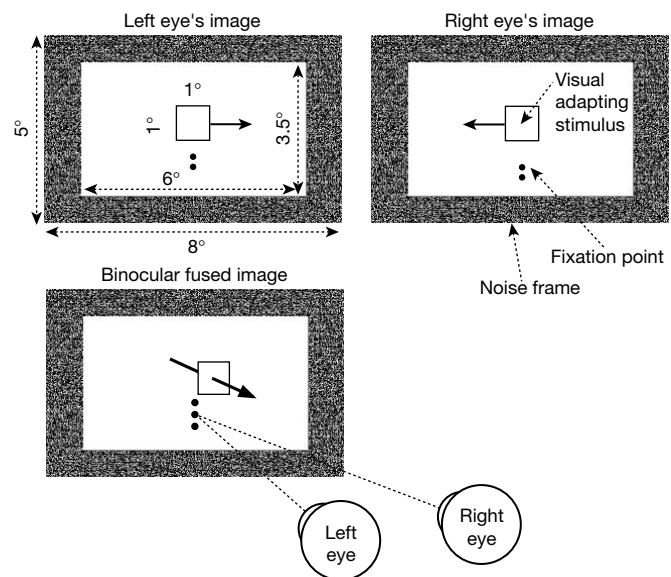 Left eye's image
Right eye's image
1°
1°
5°
3.5°
6°
8°
Visual
adapting
stimulus
Fixation point
Noise frame
Binocular fused image
Left
eye
Right
eye